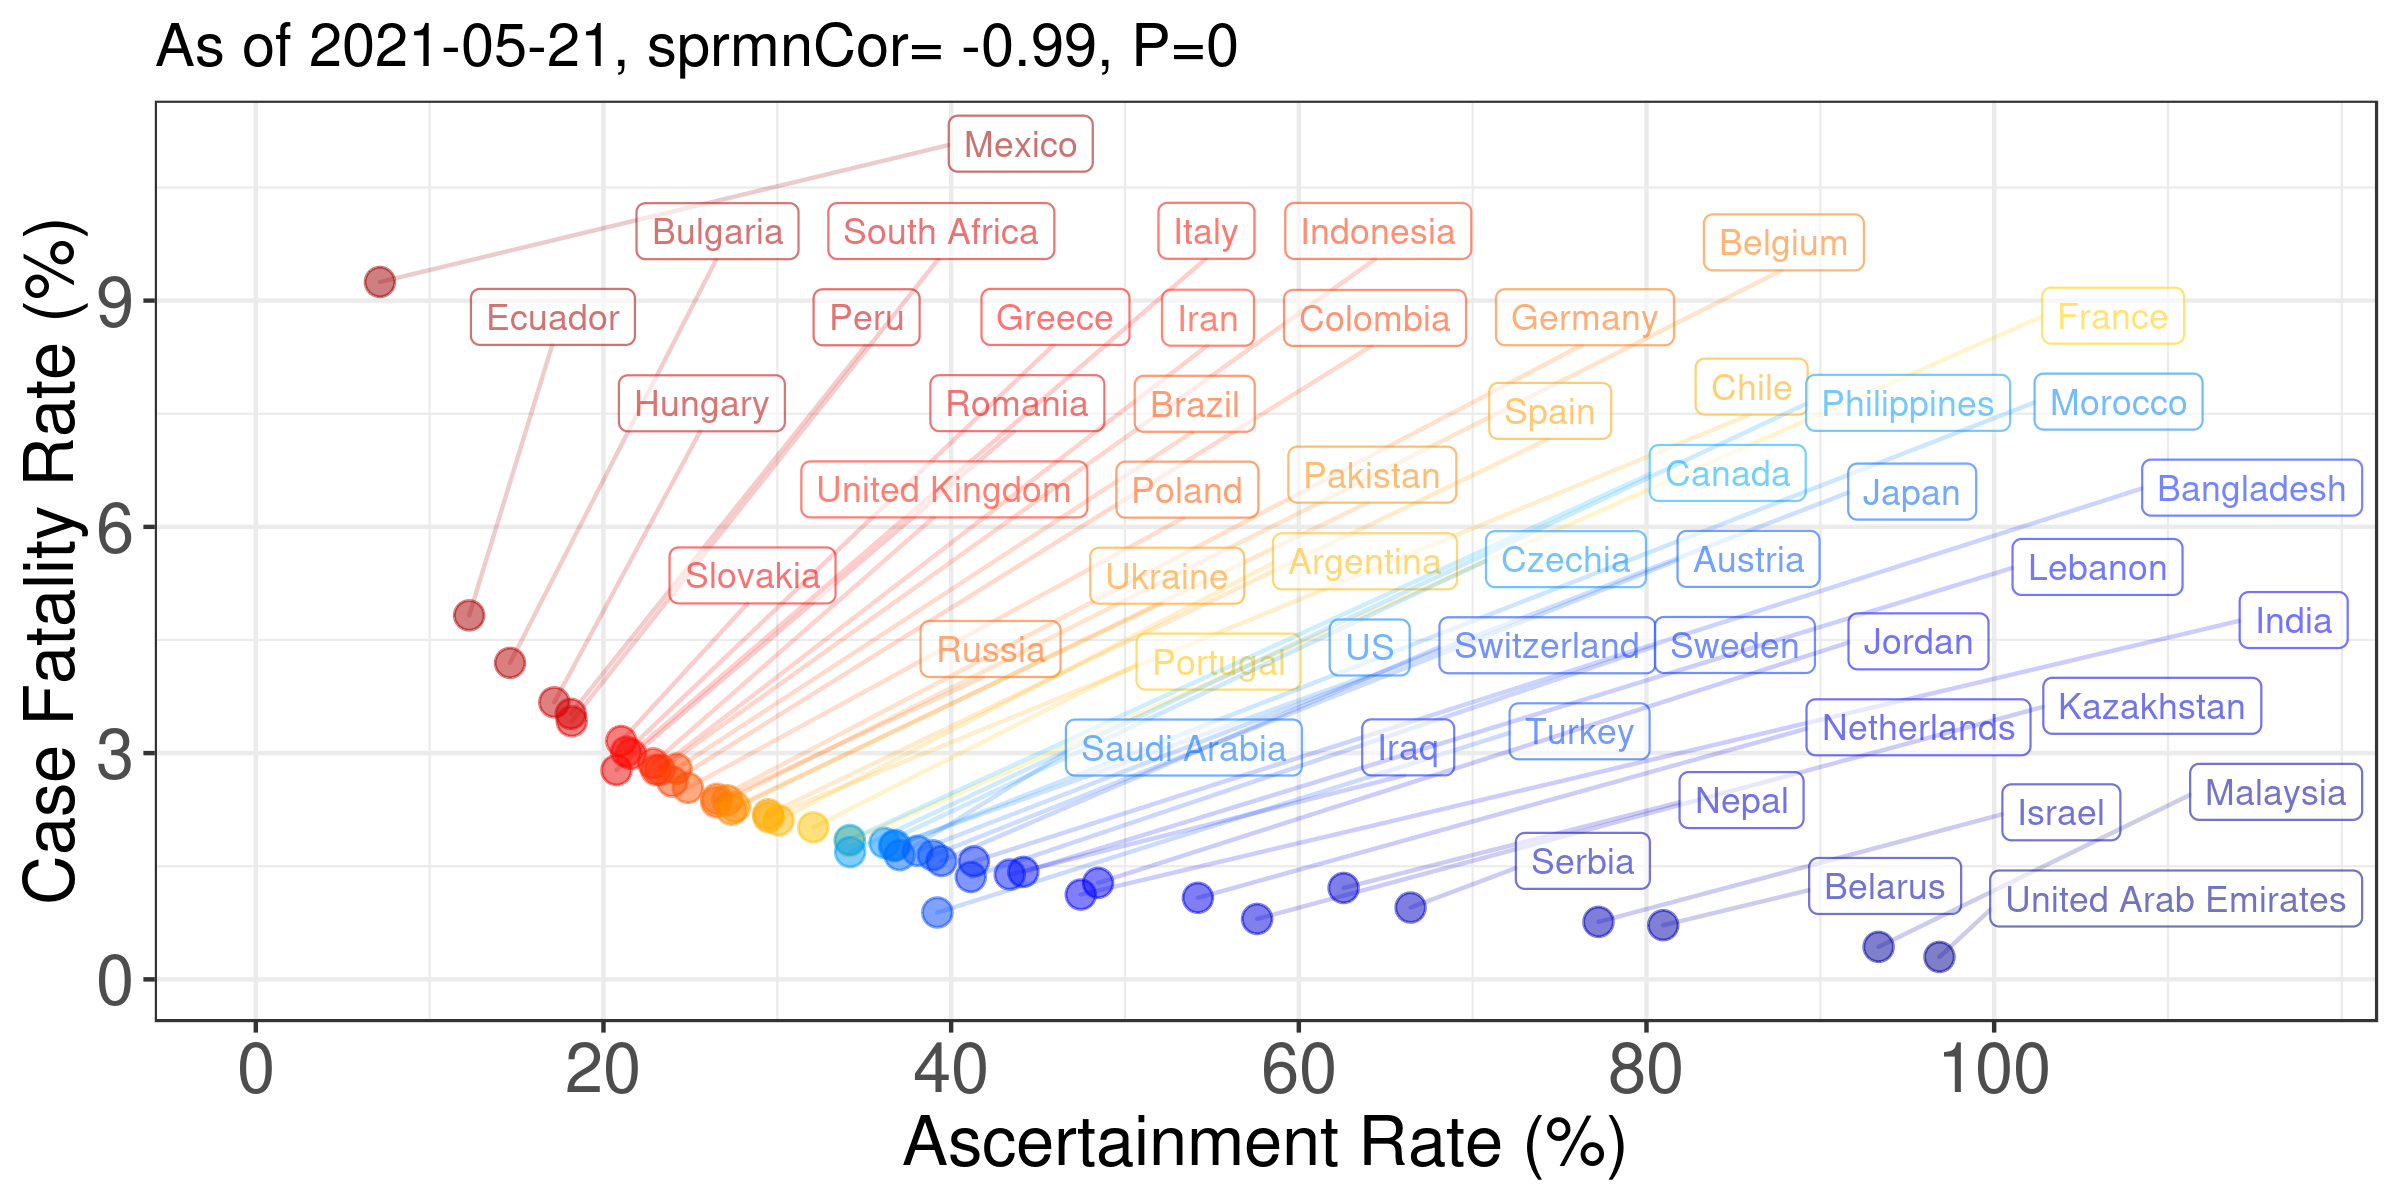 As of 2021-05-21, sprmnCor= -0.99, P=0
Mexico
Bulgaria
South Africa
Italy
Indonesia
Belgium
Ecuador
Peru
Greece
Iran
Colombia
Germany
France
Hungary
Romania
Brazil
Spain
Chile
Philippines
Morocco
United Kingdom
Poland
Pakistan
Canada
Japan
Bangladesh
Slovakia
Ukraine
Argentina
Czechia
Austria
Lebanon
Russia
Portugal
US
Switzerland
Sweden
Jordan
India
Saudi Arabia
Iraq
Turkey
Netherlands
Kazakhstan
Nepal
Israel
Malaysia
Serbia
Belarus
United Arab Emirates
Case Fatality Rate (%)
9
6
3
0
0 20 40 60 80 100
Ascertainment Rate (%)